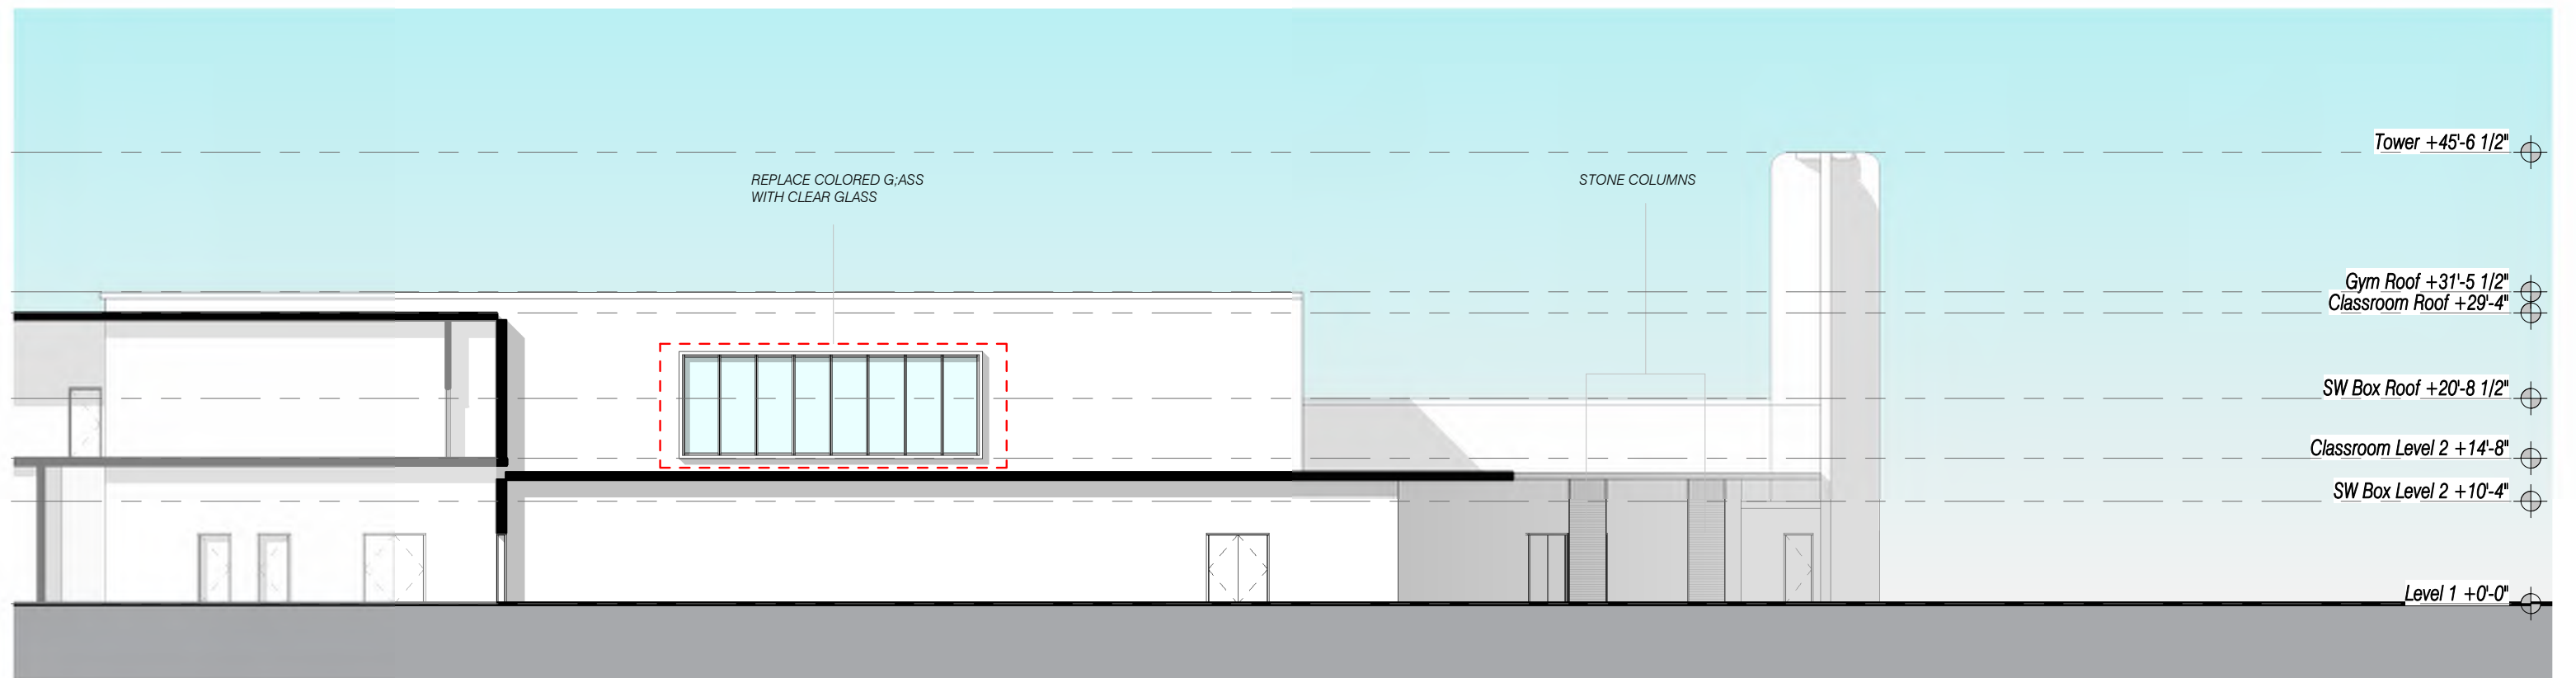 Tower +45'-6 1/2"
REPLACE COLORED G;ASS
WITH CLEAR GLASS
STONE COLUMNS
Gym Roof +31'-5 1/2"
Classroom Roof +29'-4"
SW Box Roof +20'-8 1/2"
Classroom Level 2 +14'-8"
SW Box Level 2 +10'-4"
Level 1 +0'-0"